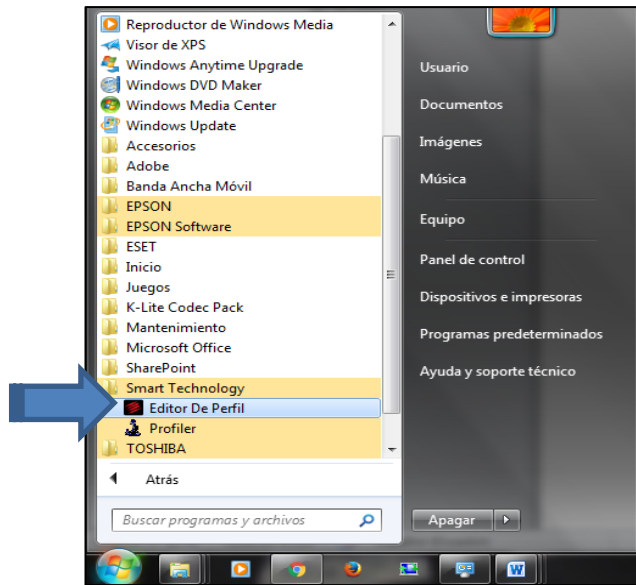 Reproductor de Windows Media
Visor de XPS
Windows Anytime Upgrade
Windows DVD Maker
Windows Media Center
Windows Update
Accesorios
Adobe
Banda Ancha Móvil
EPSON
EPSON Software
ESET
Inicio
Juegos
K-Lite Codec Pack
Mantenimiento
Microsoft Office
SharePoint
Smart Technology
Editor De Perfil
Profiler
TOSHIBA
Atrás
Buscar programas y archivos
Usuario
Documentos
Imágenes
Música
Equipo
Panel de control
Dispositivos e impresoras
Programas predeterminados
Ayuda y soporte técnico
Apagar